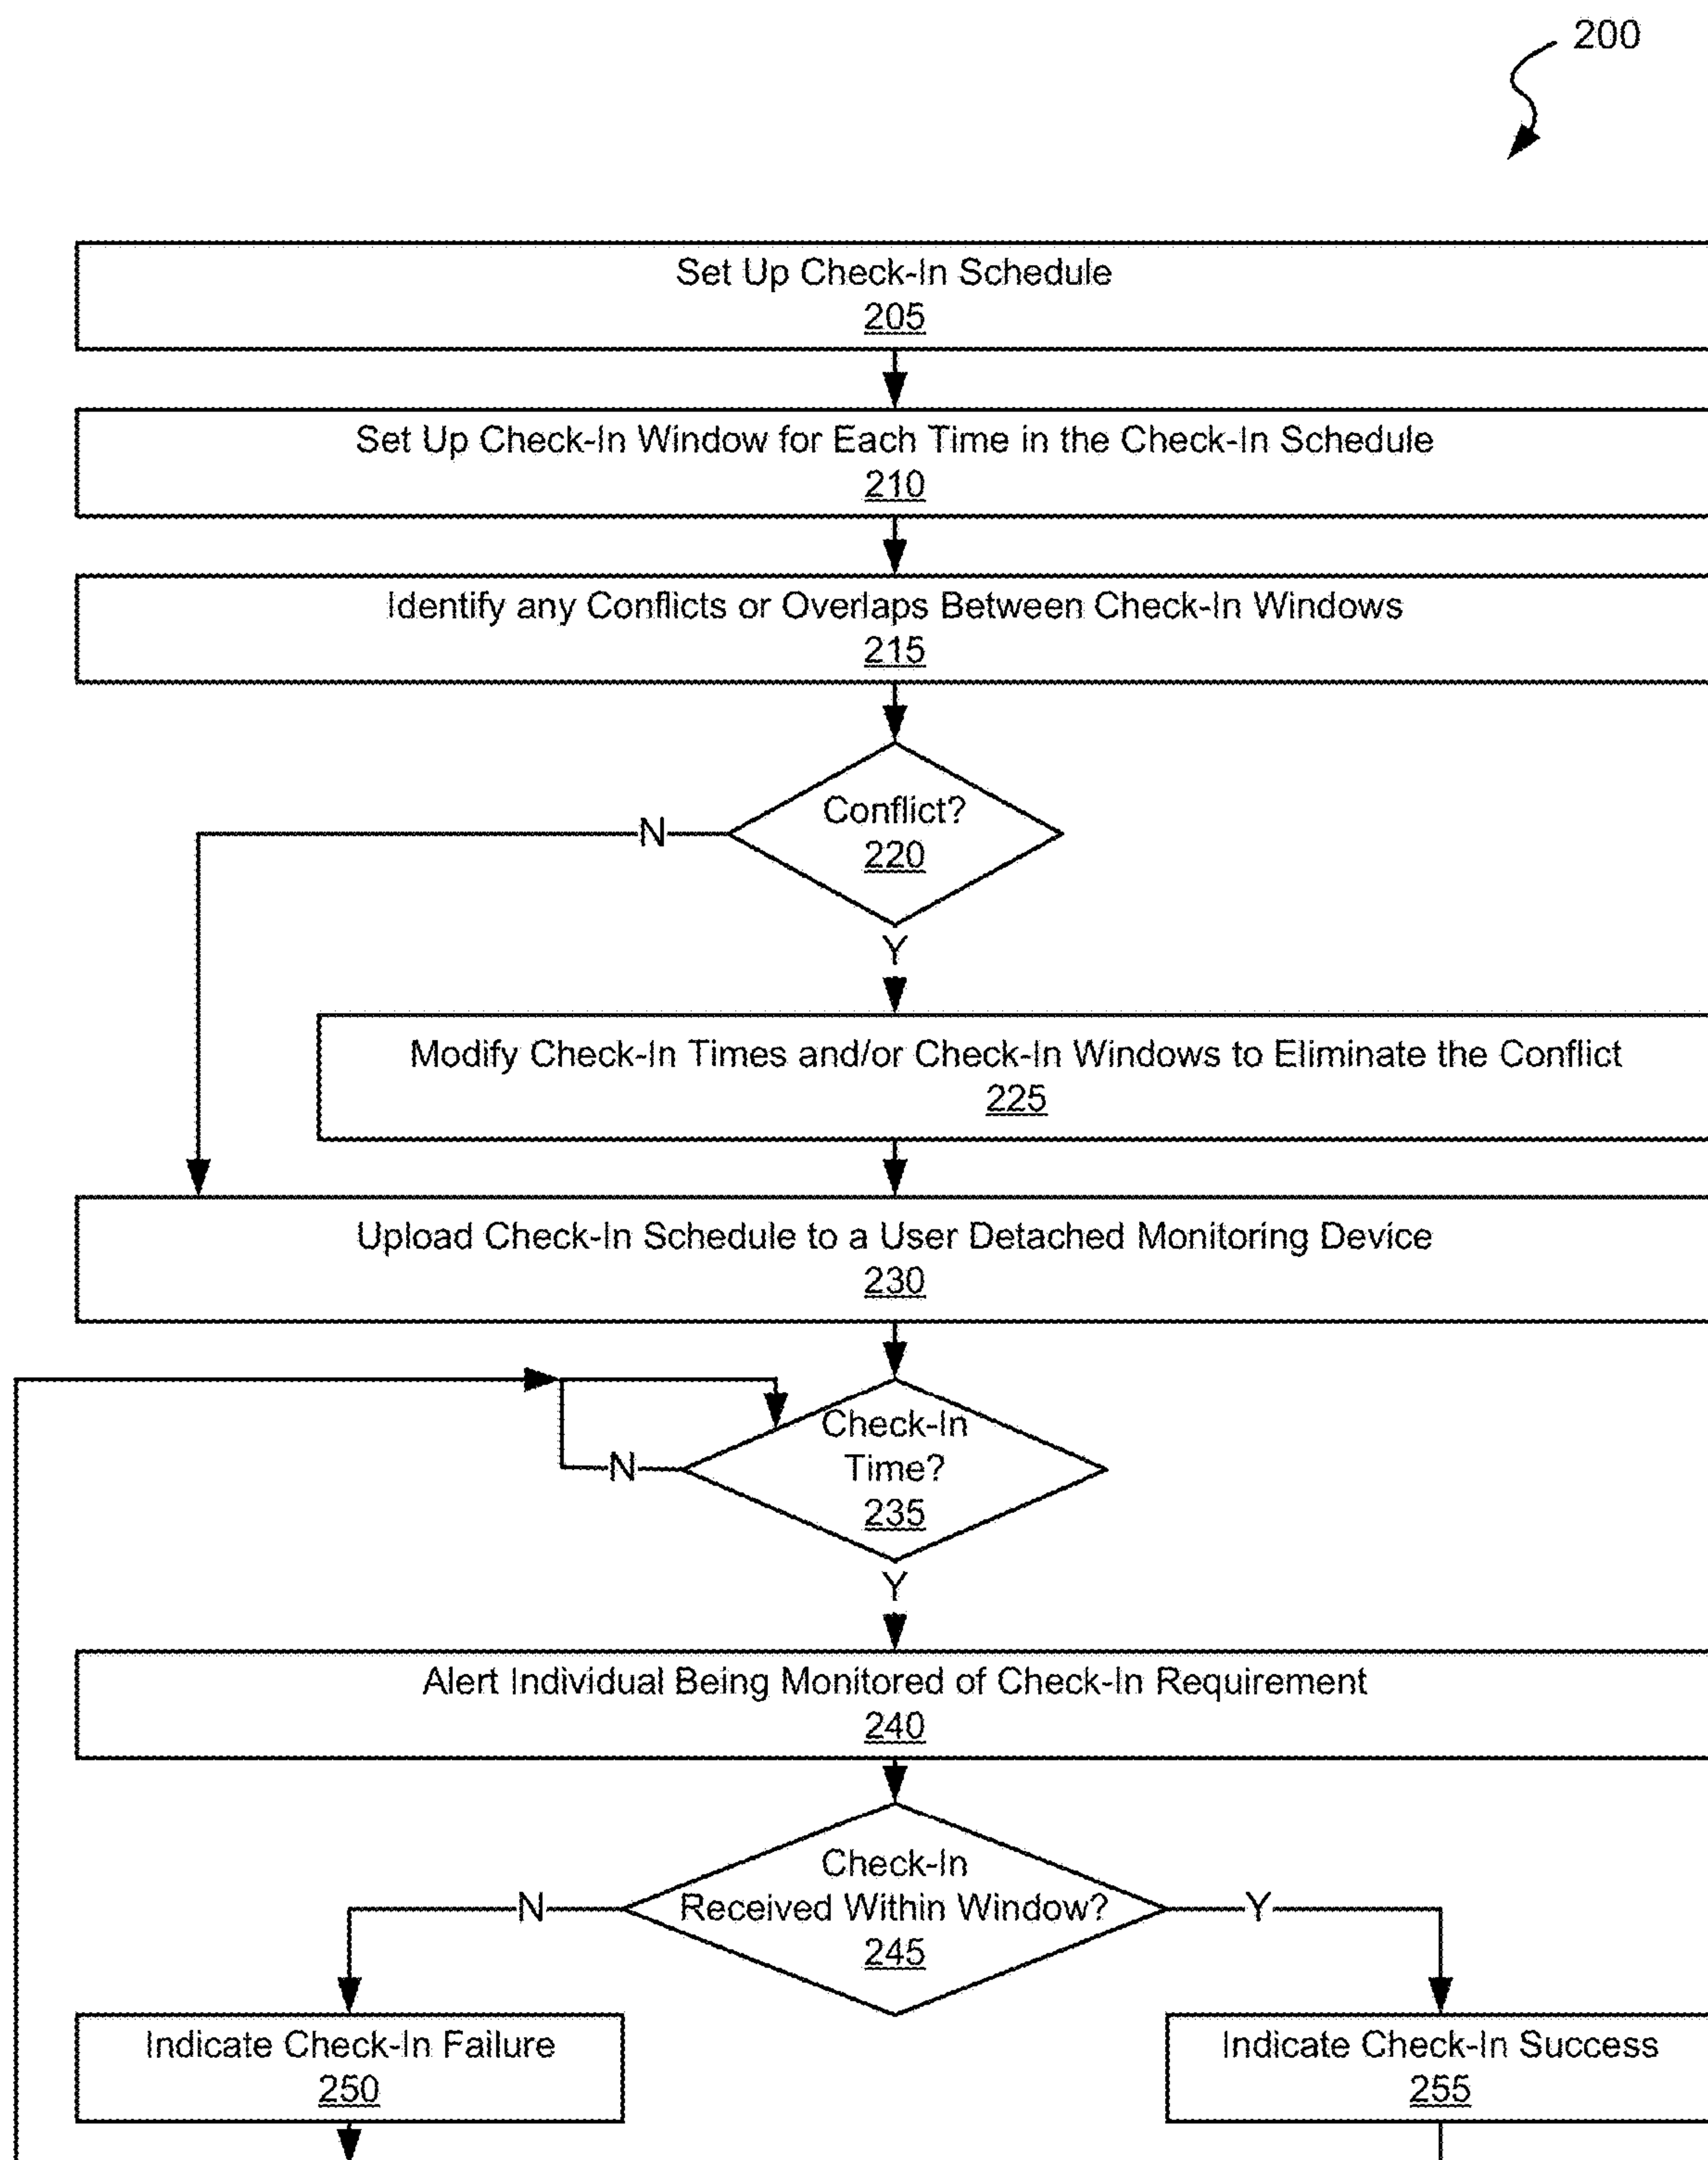 200
Set Up Check-In Schedule
205
Set Up Check-In Window for Each Time in the Check-In Schedule
210
Identify any Conflicts or Overlaps Between Check-In Windows
215
Conflict?
220
N
Y
Modify Check-In Times and/or Check-In Windows to Eliminate the Conflict
225
Upload Check-In Schedule to a User Detached Monitoring Device
230
Check-In
Time?
235
N
Y
Alert Individual Being Monitored of Check-In Requirement
240
Check-In
Received Within Window?
245
N
Y
Indicate Check-In Failure
250
Indicate Check-In Success
255